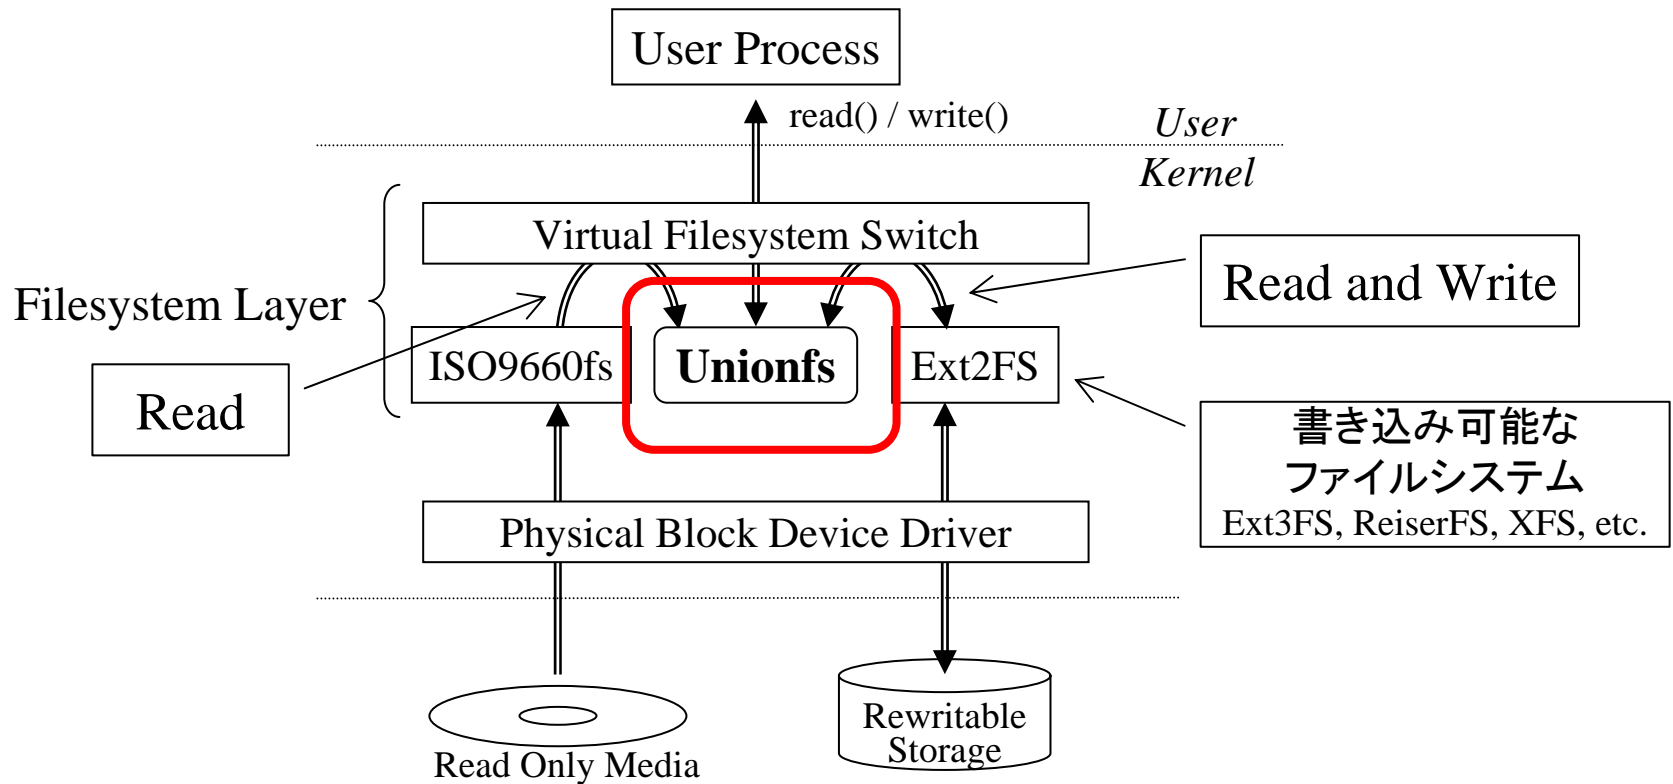 User Process
read() / write()
User
Kernel
Virtual Filesystem Switch
Read and Write
Filesystem Layer
ISO9660fs
Unionfs
Ext2FS
Read
書き込み可能な
ファイルシステム
Ext3FS, ReiserFS, XFS, etc.
Physical Block Device Driver
Rewritable
Storage
Read Only Media